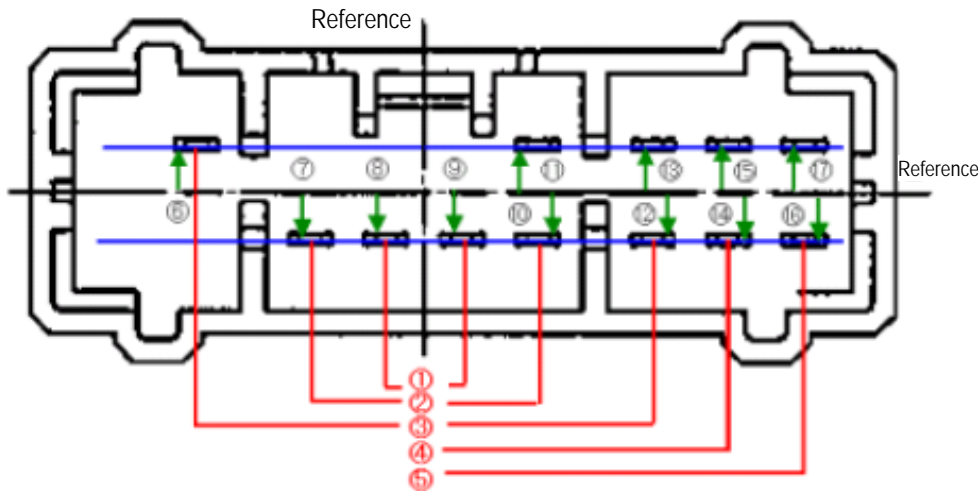 Reference
⑦ ⑧ ⑨ ⑪ ⑬ ⑮ ⑰
Reference
⑥ ⑩ ⑫ ⑭ ⑯
①
②
③
④
⑤